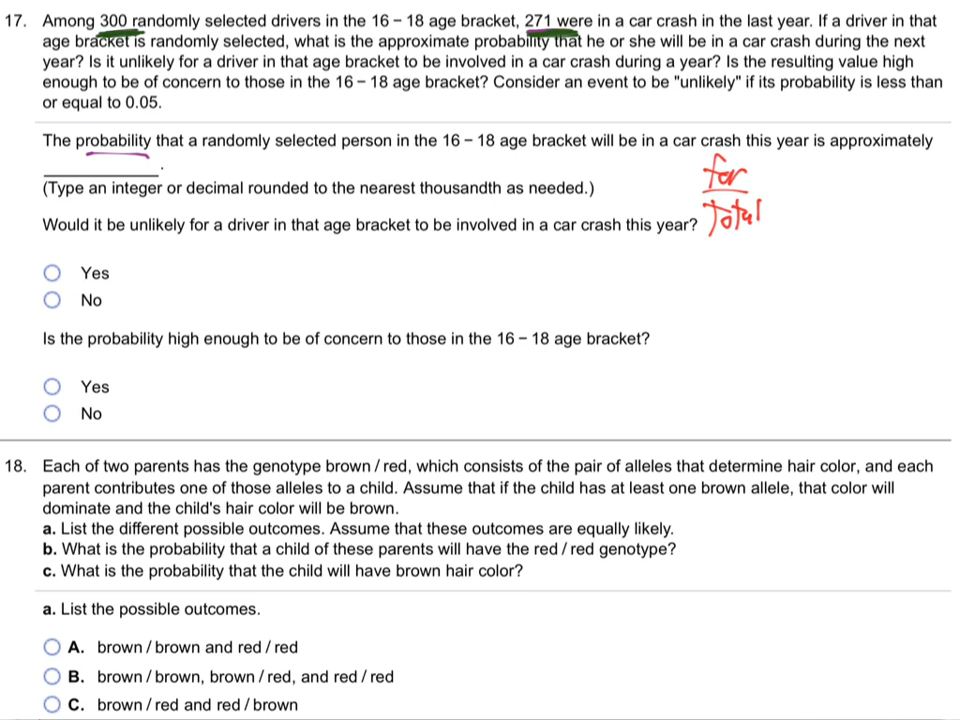 17. Among 300 randomly selected drivers in the 16 – 18 age bracket, 271 were in a car crash in the last year. If a driver in that
age bracket is randomly selected, what is the approximate probability that he or she will be in a car crash during the next
year? Is it unlikely for a driver in that age bracket to be involved in a car crash during a year? Is the resulting value high
enough to be of concern to those in the 16 – 18 age bracket? Consider an event to be "unlikely" if its probability is less than
or equal to 0.05.
The probability that a randomly selected person in the 16 – 18 age bracket will be in a car crash this year is approximately
__________.
(Type an integer or decimal rounded to the nearest thousandth as needed.)
for
Total
Would it be unlikely for a driver in that age bracket to be involved in a car crash this year?
Yes
No
Is the probability high enough to be of concern to those in the 16 – 18 age bracket?
Yes
No
18. Each of two parents has the genotype brown / red, which consists of the pair of alleles that determine hair color, and each
parent contributes one of those alleles to a child. Assume that if the child has at least one brown allele, that color will
dominate and the child's hair color will be brown.
a. List the different possible outcomes. Assume that these outcomes are equally likely.
b. What is the probability that a child of these parents will have the red / red genotype?
c. What is the probability that the child will have brown hair color?
a. List the possible outcomes.
A. brown / brown and red / red
B. brown / brown, brown / red, and red / red
C. brown / red and red / brown